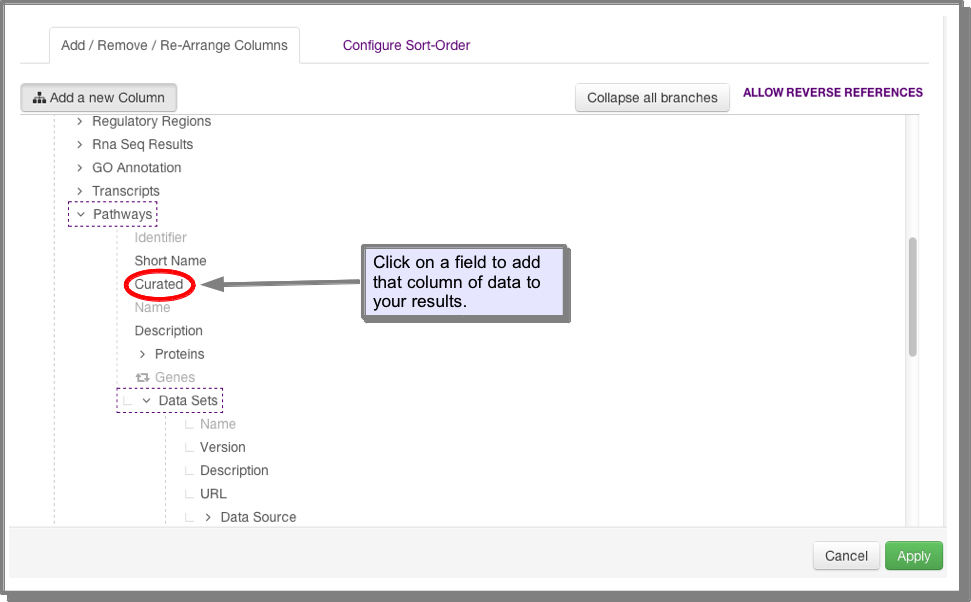 Add / Remove / Re-Arrange Columns
Configure Sort-Order
Add a new Column
Collapse all branches
ALLOW REVERSE REFERENCES
Regulatory Regions
Rna Seq Results
GO Annotation
Transcripts
Pathways
Identifier
Short Name
Curated
Click on a field to add
that column of data to
your results.
Name
Description
Proteins
Genes
Data Sets
Name
Version
Description
URL
Data Source
Cancel
Apply